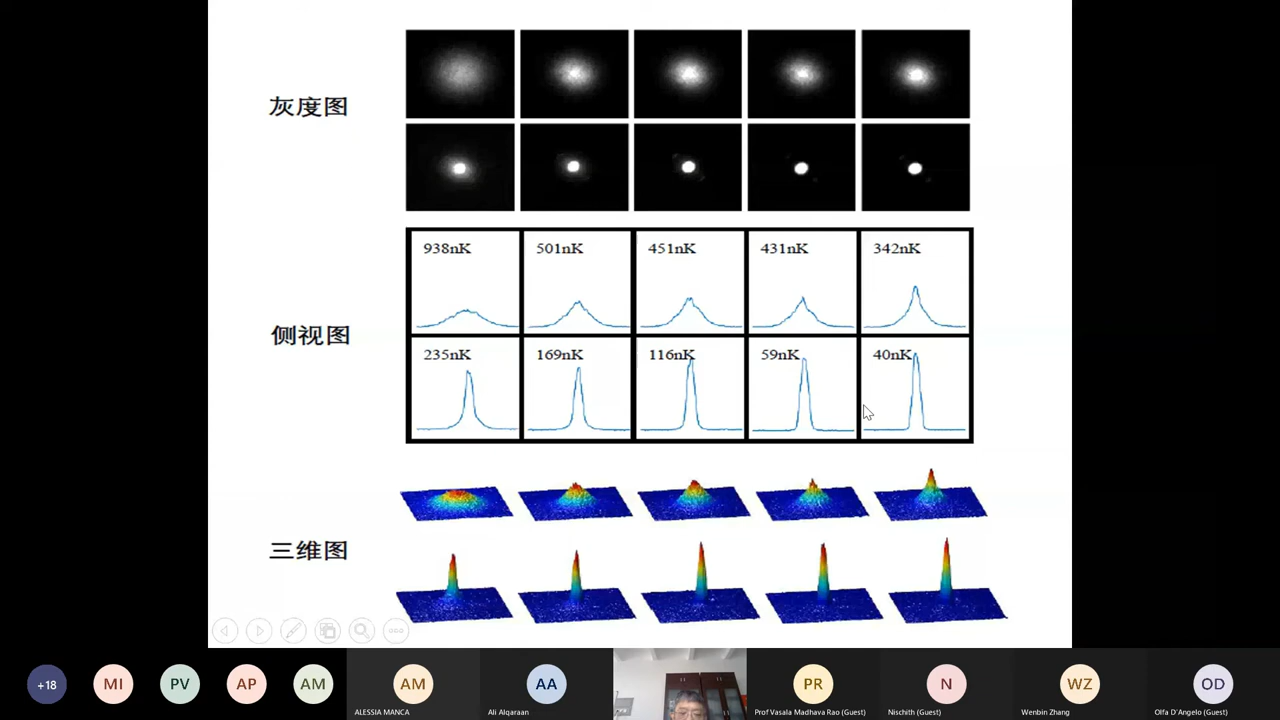 灰度图
938nK 501nK 451nK 431nK 342nK
侧视图
235nK 169nK 116nK 59nK 40nK
三维图
+18 MI PV AP AM AM AA PR N WZ OD
ALESSIA MANCA Ali Alqaraan Prof Vasala Madhava Rao (Guest) Nischith (Guest) Wenbin Zhang Olfa D'Angelo (Guest)